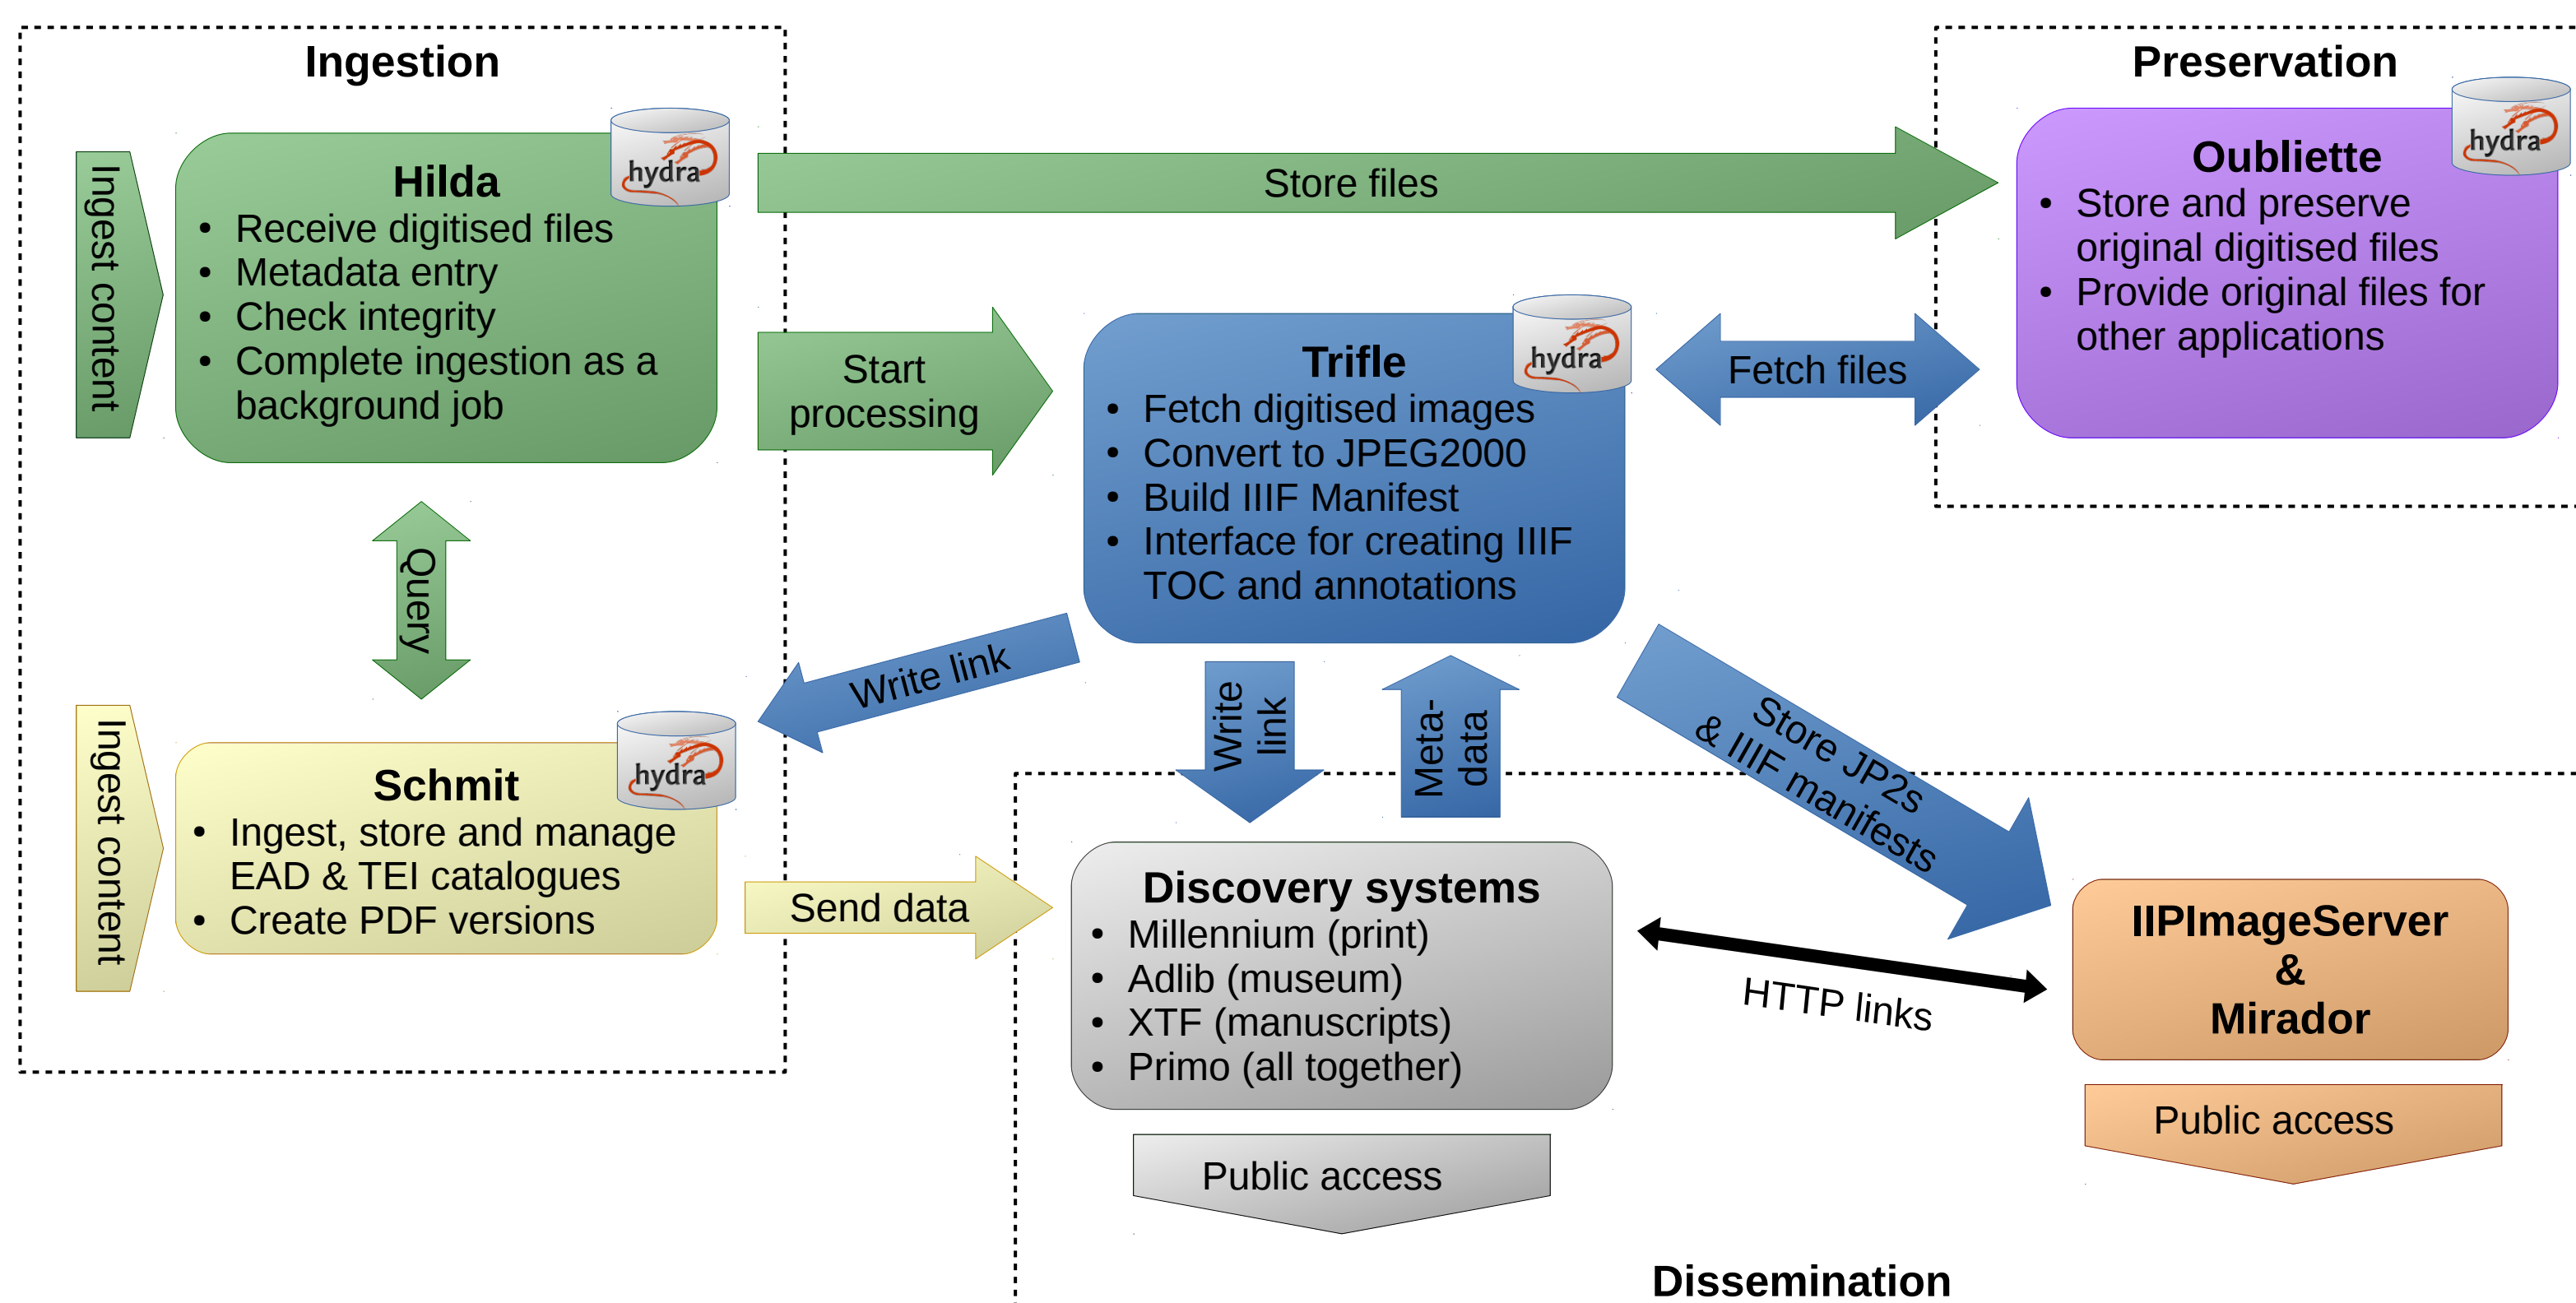 Ingestion
Ingest content
Hilda
hydra
• Receive digitised files
• Metadata entry
• Check integrity
• Complete ingestion as a
background job
Store files
Preservation
Oubliette
hydra
• Store and preserve
original digitised files
• Provide original files for
other applications
Start
processing
Trifle
hydra
• Fetch digitised images
• Convert to JPEG2000
• Build IIIF Manifest
• Interface for creating IIIF
TOC and annotations
Fetch files
Query
Write link
Write
link
Meta-
data
Store JP2s
& IIIF manifests
Ingest content
Schmit
hydra
• Ingest, store and manage
EAD & TEI catalogues
• Create PDF versions
Send data
Discovery systems
• Millennium (print)
• Adlib (museum)
• XTF (manuscripts)
• Primo (all together)
HTTP links
IIPImageServer
&
Mirador
Public access
Public access
Dissemination